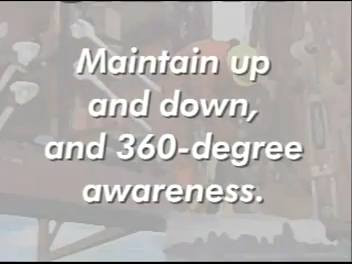 Maintain up
and down,
and 360-degree
awareness.